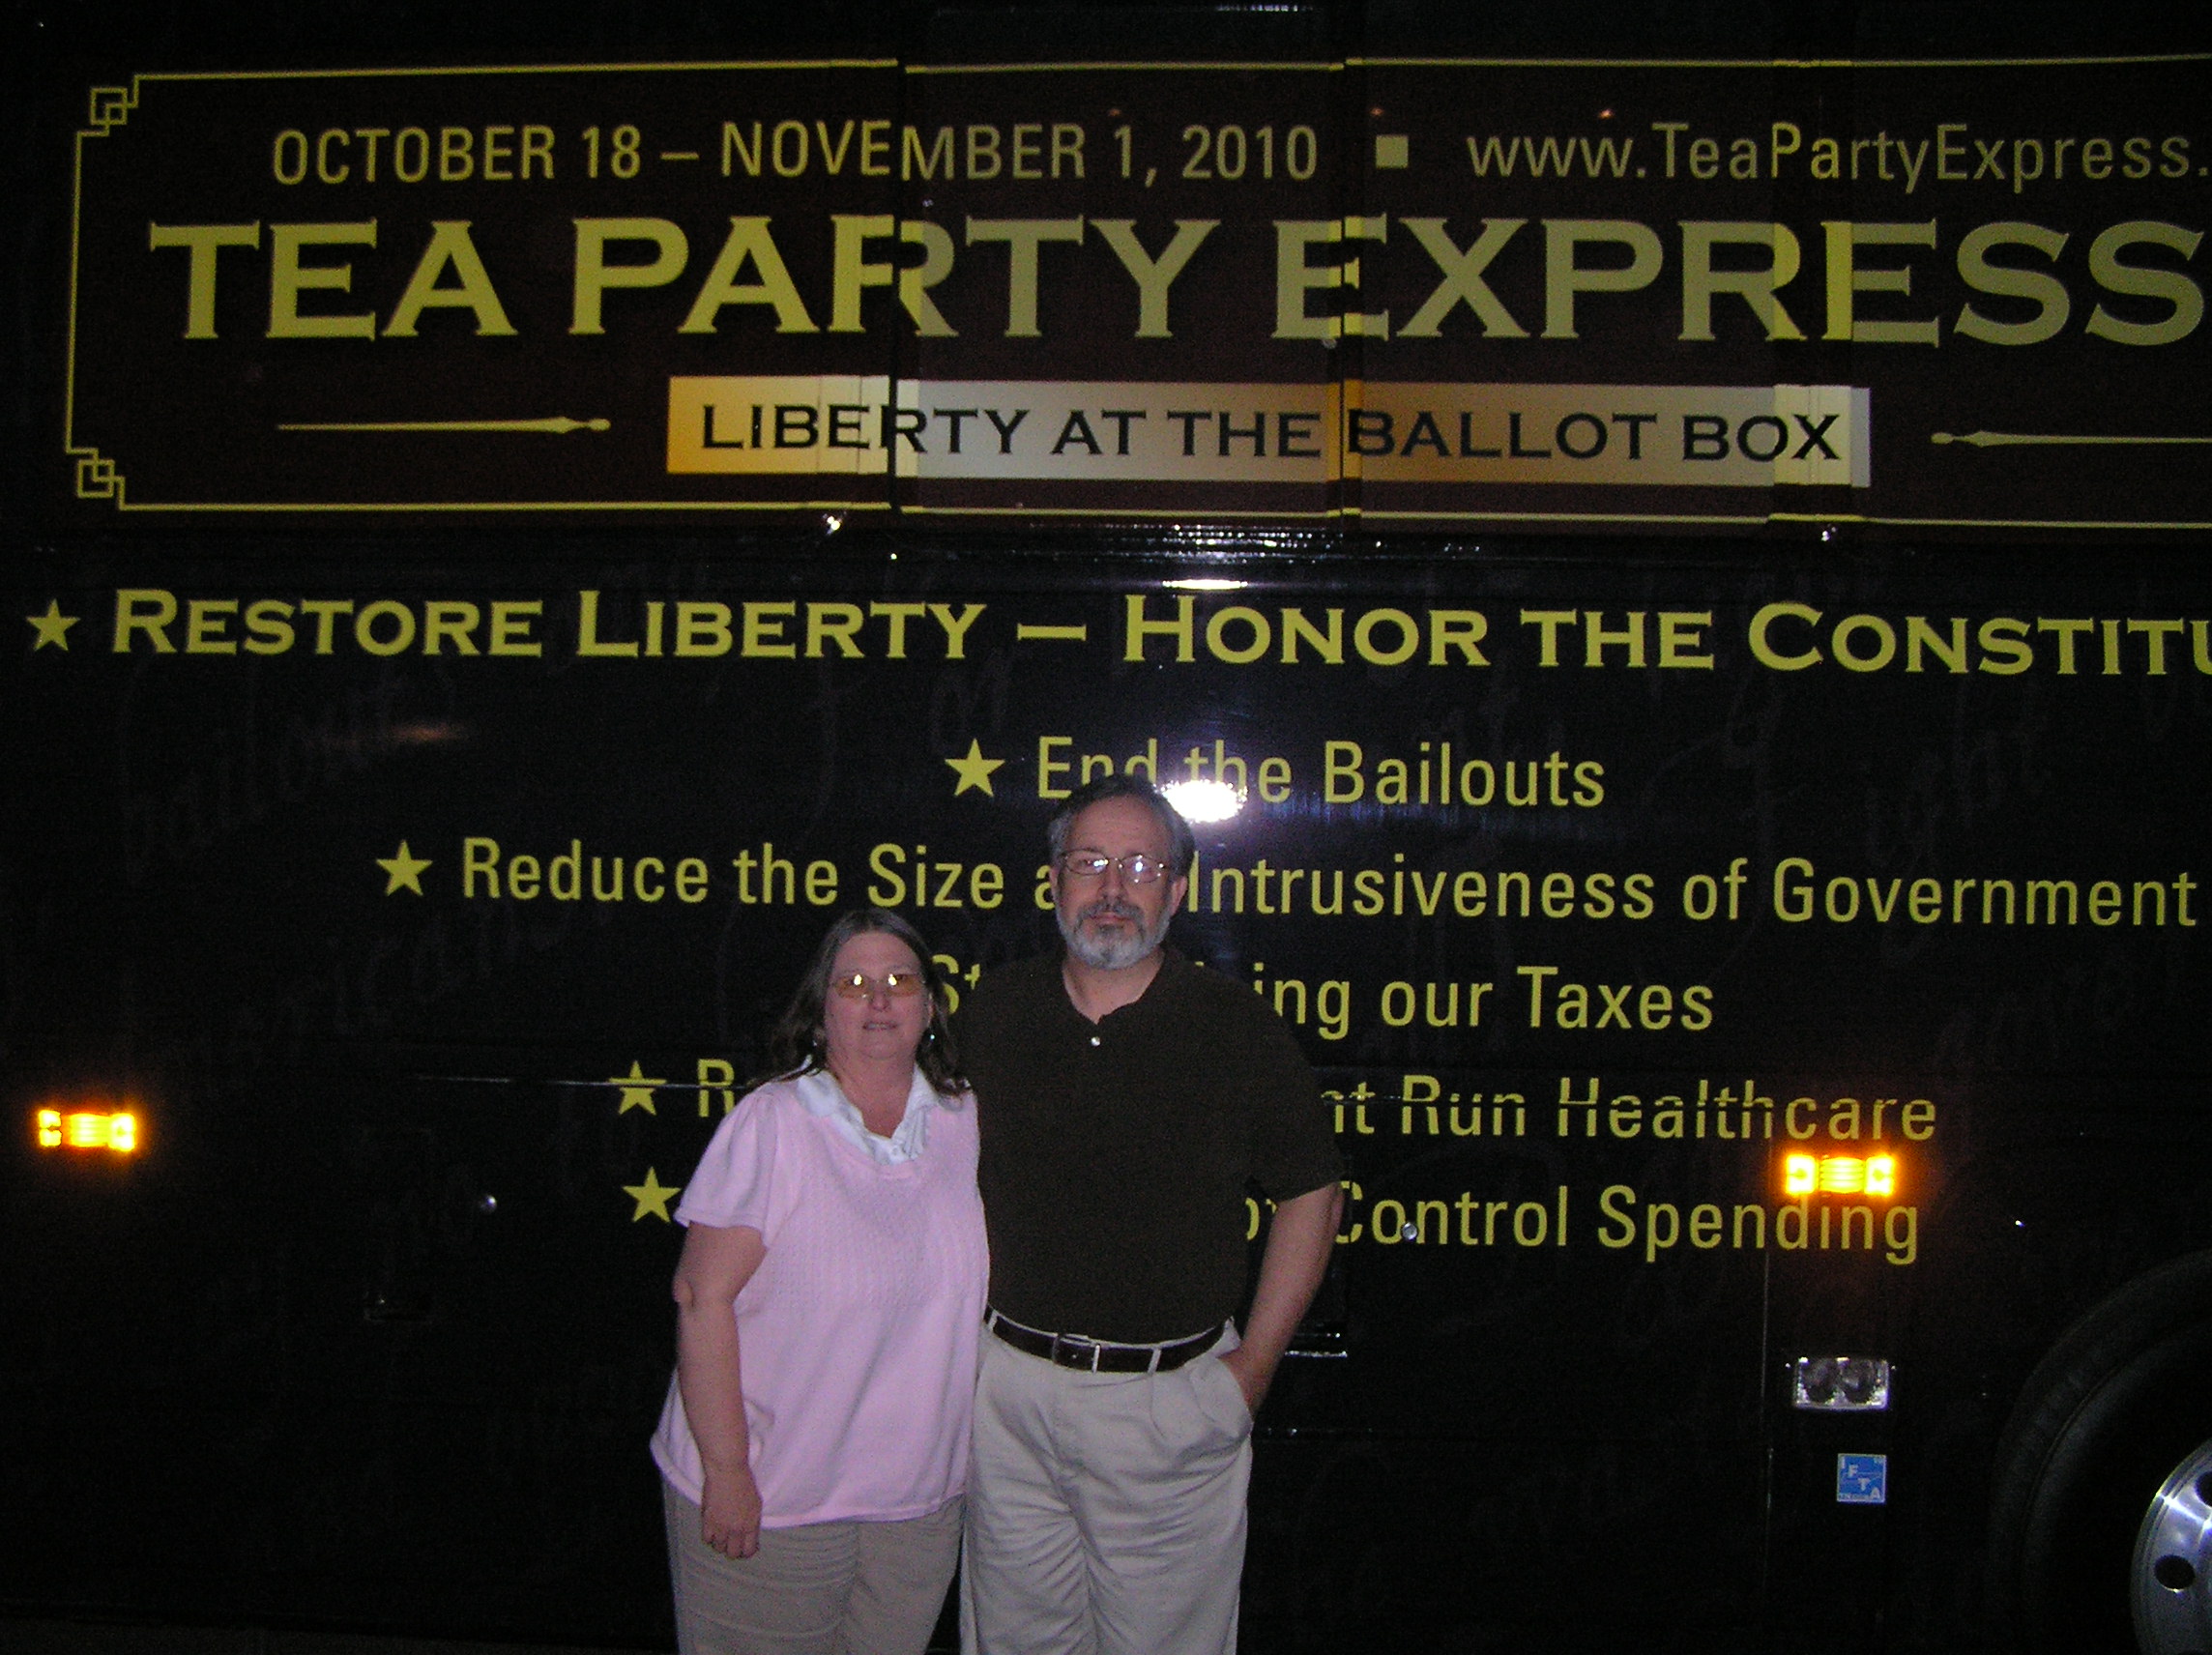 OCTOBER 18 – NOVEMBER 1, 2010 ▪ www.TeaPartyExpress.
TEA PARTY EXPRESS
LIBERTY AT THE BALLOT BOX
★ RESTORE LIBERTY – HONOR THE CONSTITU
★ End the Bailouts
★ Reduce the Size Intrusiveness of Government
our Taxes
★ Run Healthcare
★ Control Spending
IFTA